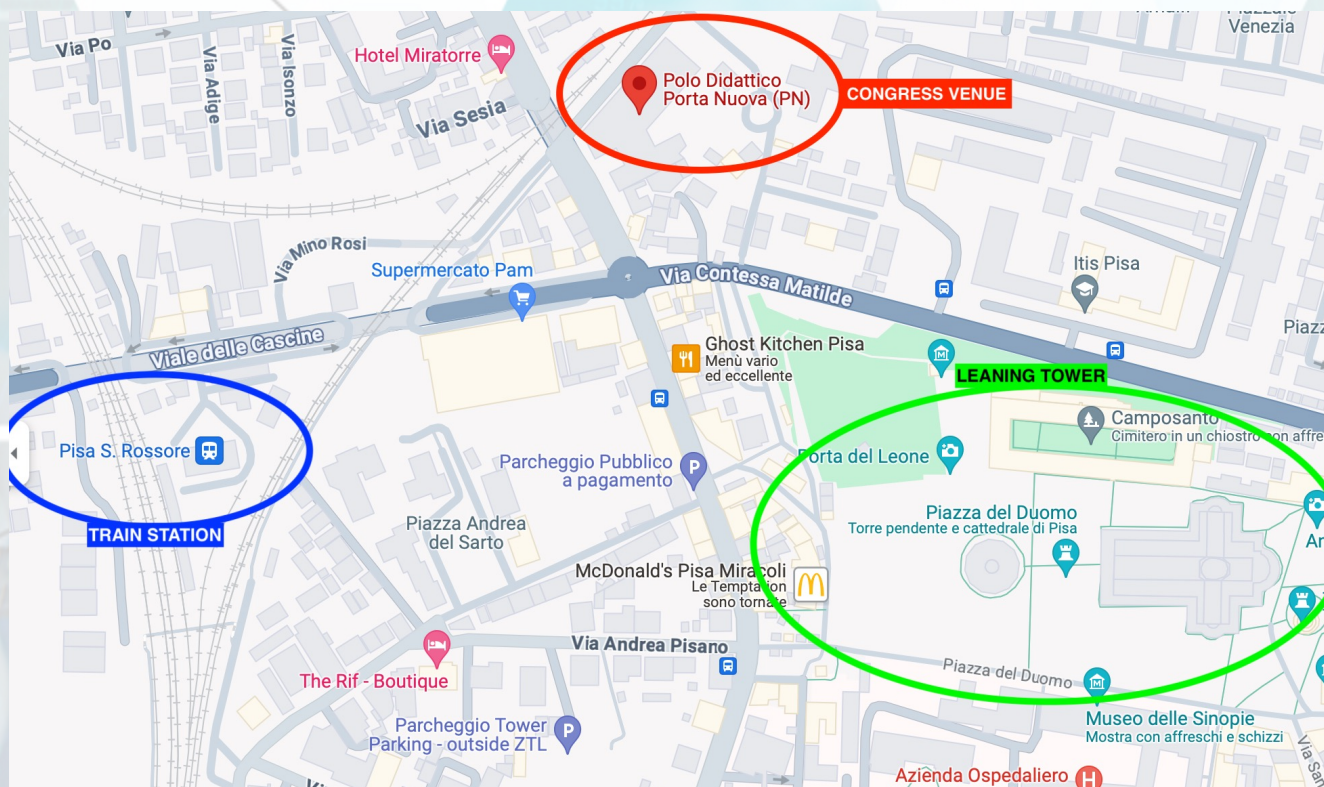 Via Po
Via Adige
Via Isonzo
Hotel Miratorre
Via Sesia
Polo Didattico
Porta Nuova (PN)
CONGRESS VENUE
Venezia
Via Mino Rosi
Supermercato Pam
Via Contessa Matilde
Itis Pisa
Viale delle Cascine
Ghost Kitchen Pisa
Menù vario
ed eccellente
LEANING TOWER
Camposanto
Cimitero in un chiostro con affre
Pisa S. Rossore
TRAIN STATION
Parcheggio Pubblico
a pagamento
P
Porta del Leone
Piazza Andrea
del Sarto
Piazza del Duomo
Torre pendente e cattedrale di Pisa
McDonald's Pisa Miracoli
Le Temptation
sono tornate
Via Andrea Pisano
The Rif - Boutique
Piazza del Duomo
Museo delle Sinopie
Mostra con affreschi e schizzi
Parcheggio Tower
Parking - outside ZTL
P
Azienda Ospedaliero
H
Via San